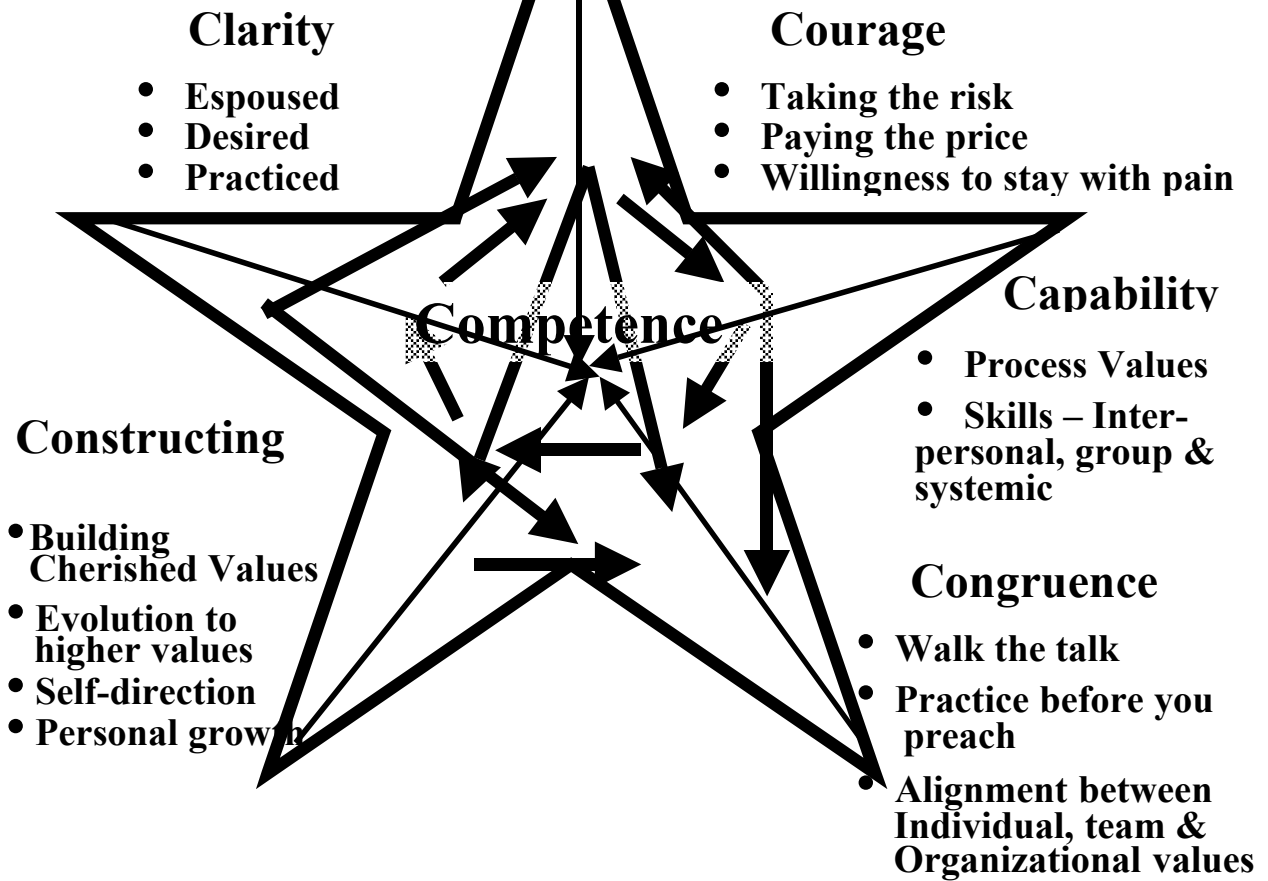 Clarity
• Espoused
• Desired
• Practiced
Courage
• Taking the risk
• Paying the price
• Willingness to stay with pain
Competence
Capability
• Process Values
• Skills – Inter-
personal, group &
systemic
Constructing
• Building
Cherished Values
• Evolution to
higher values
• Self-direction
• Personal growth
Congruence
• Walk the talk
• Practice before you
preach
• Alignment between
Individual, team &
Organizational values